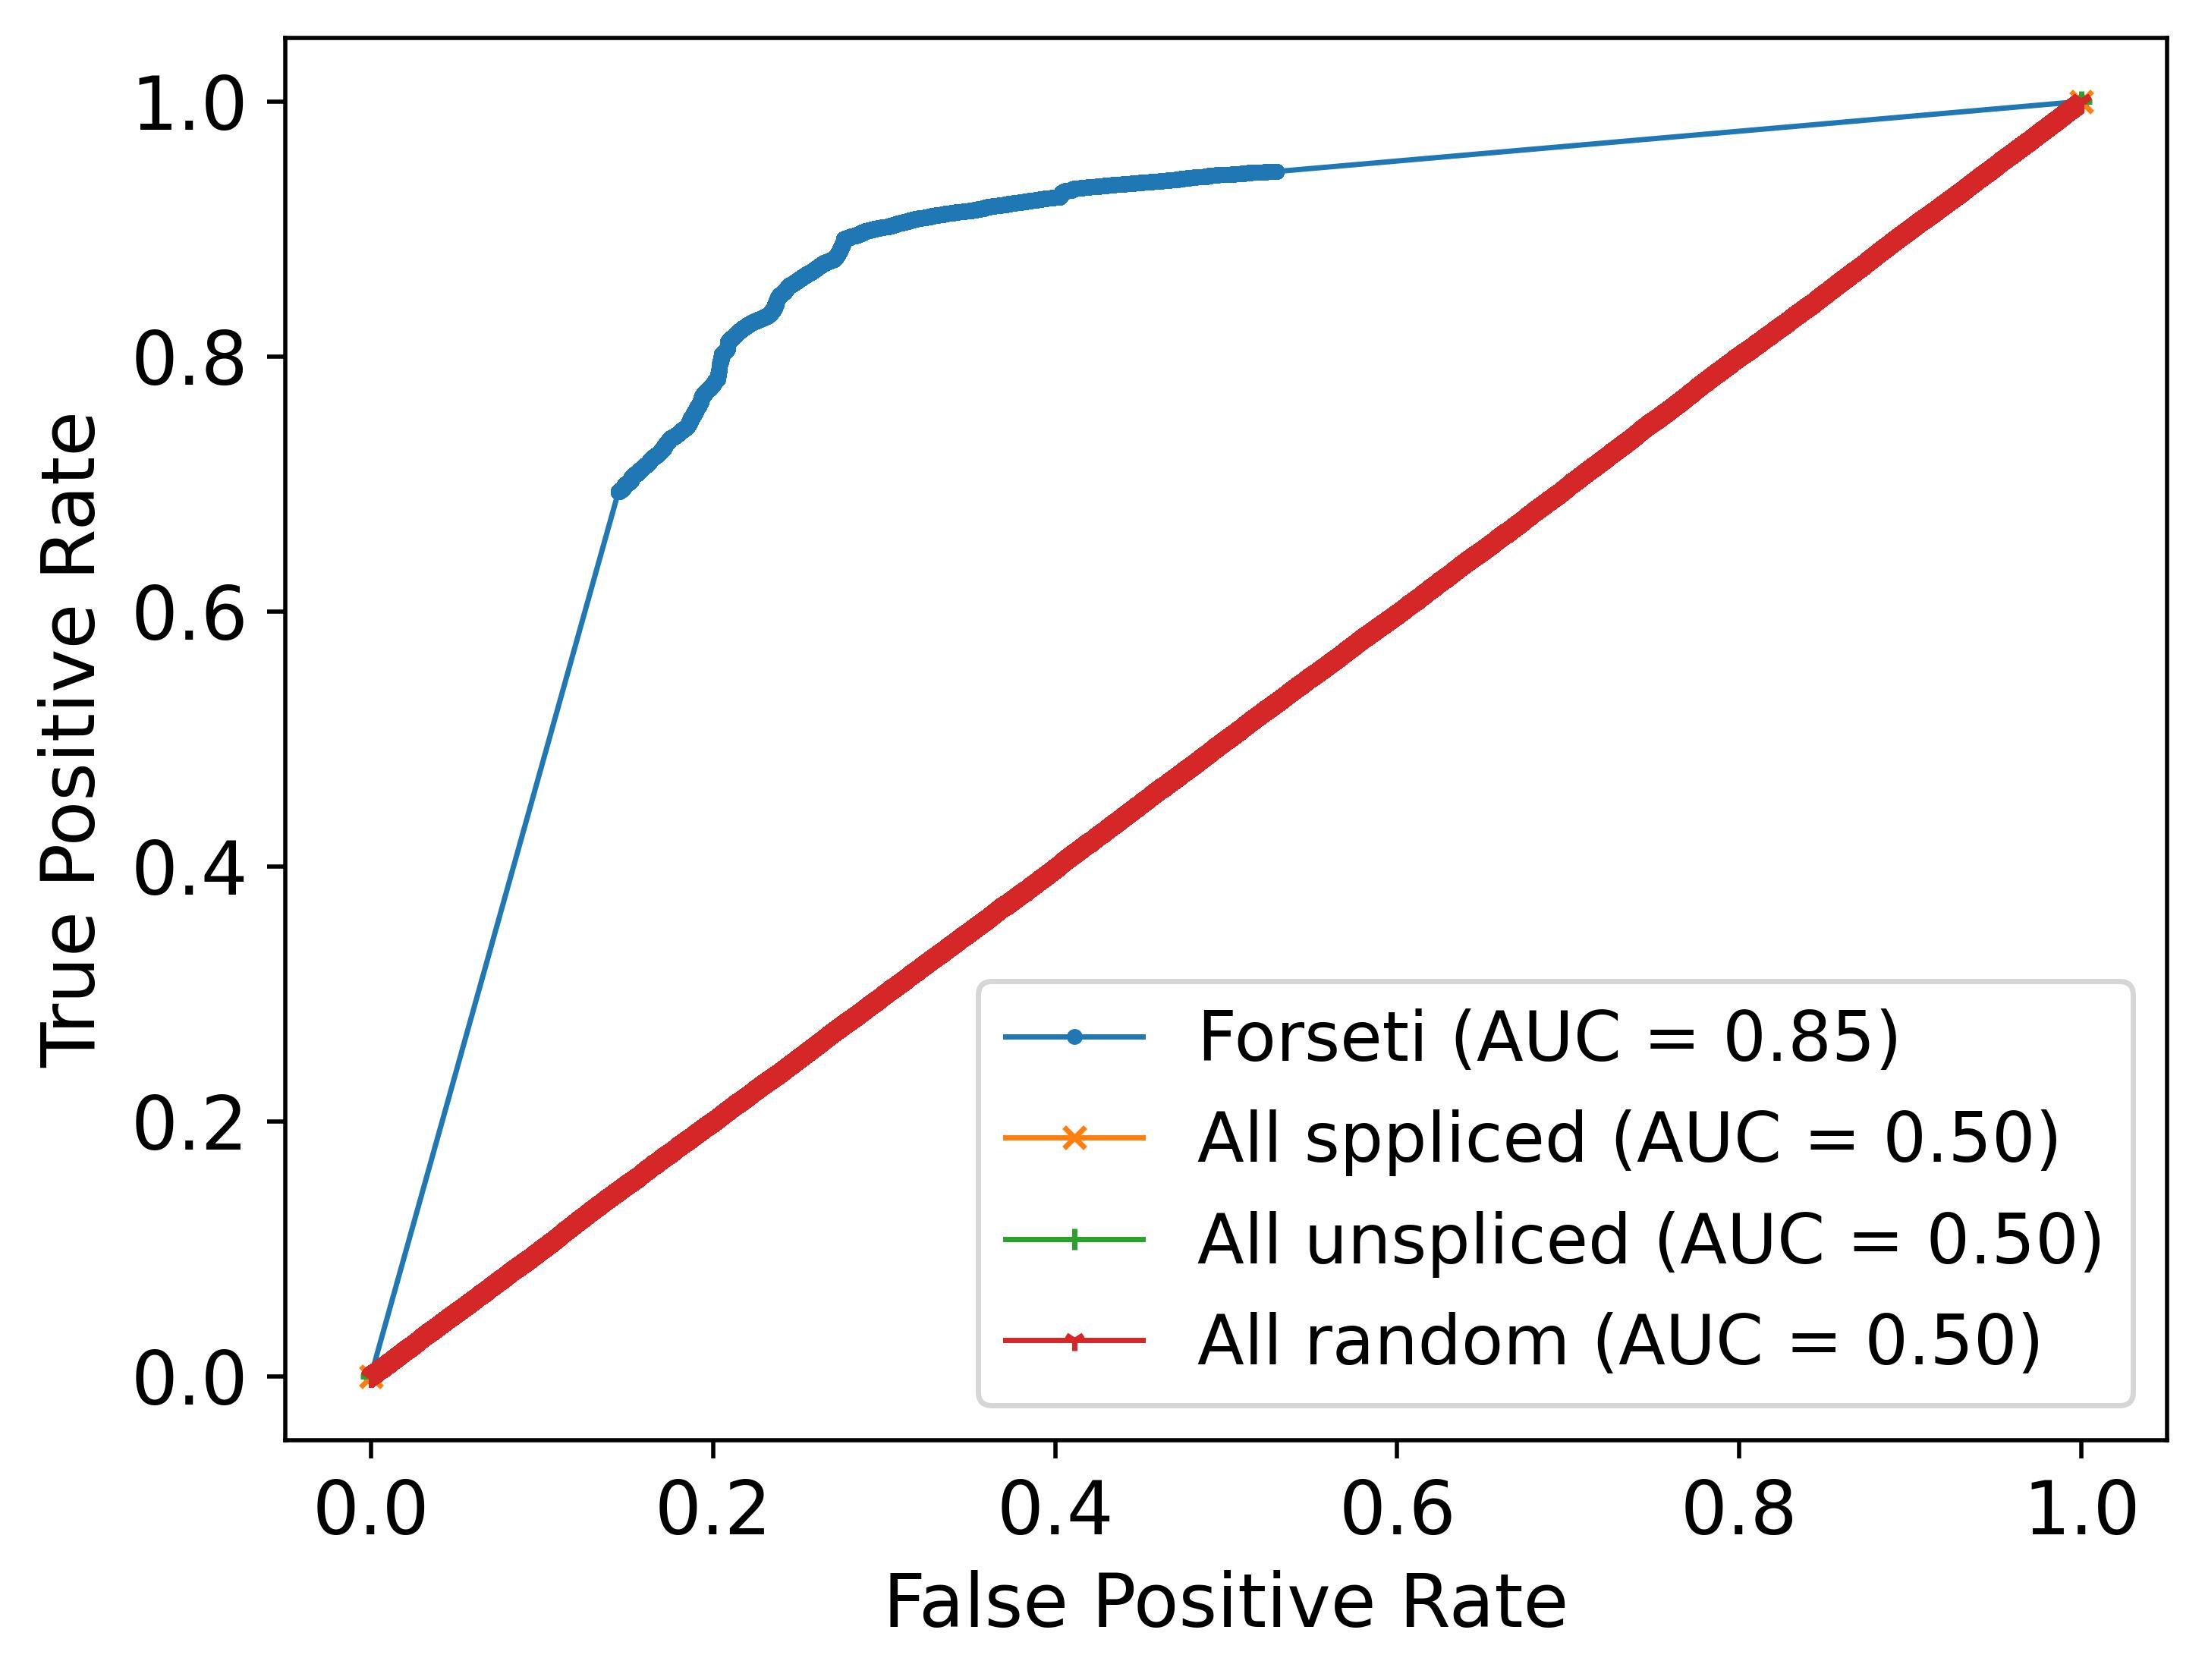 1.0
0.8
0.6
0.4
0.2
0.0
True Positive Rate
Forseti (AUC = 0.85)
All sppliced (AUC = 0.50)
All unspliced (AUC = 0.50)
All random (AUC = 0.50)
0.0 0.2 0.4 0.6 0.8 1.0
False Positive Rate